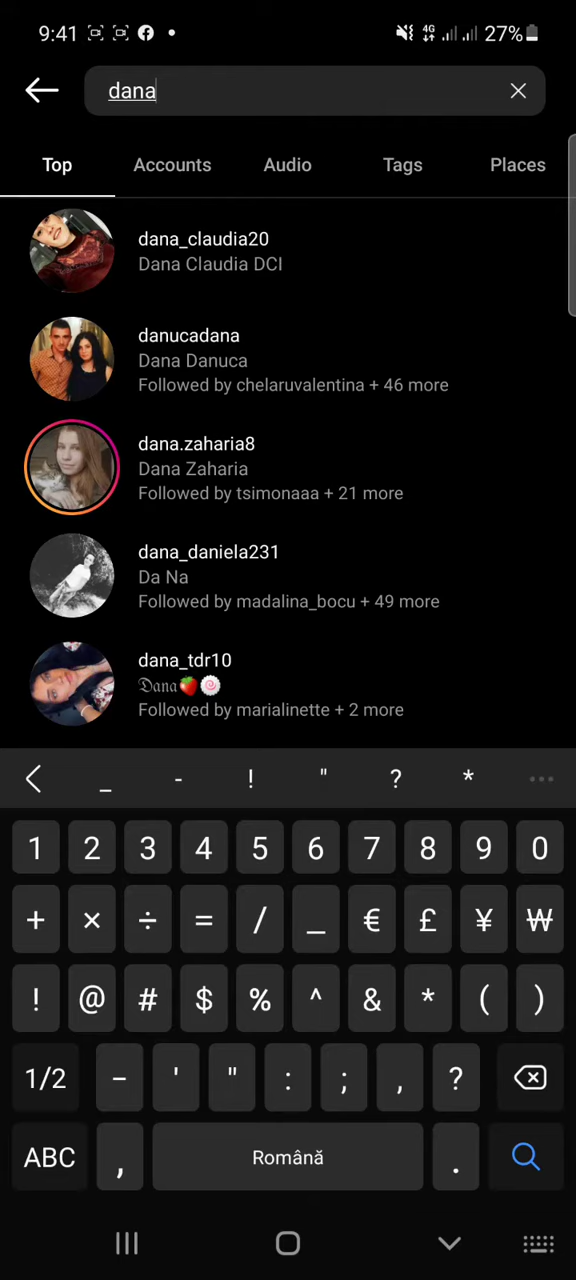 9:41 4G 27%
dana
Top Accounts Audio Tags Places
dana_claudia20
Dana Claudia DCI
danucadana
Dana Danuca
Followed by chelaruvalentina + 46 more
dana.zaharia8
Dana Zaharia
Followed by tsimonaaa + 21 more
dana_daniela231
Da Na
Followed by madalina_bocu + 49 more
dana_tdr10
𝔇𝔞𝔫𝔞🍓🍥
Followed by marialinette + 2 more
_ - ! " ? * ...
1 2 3 4 5 6 7 8 9 0
+ × ÷ = / _ € £ ¥ ₩
! @ # $ % ^ & * ( )
1/2 - ' " : ; , ?
ABC , Română .